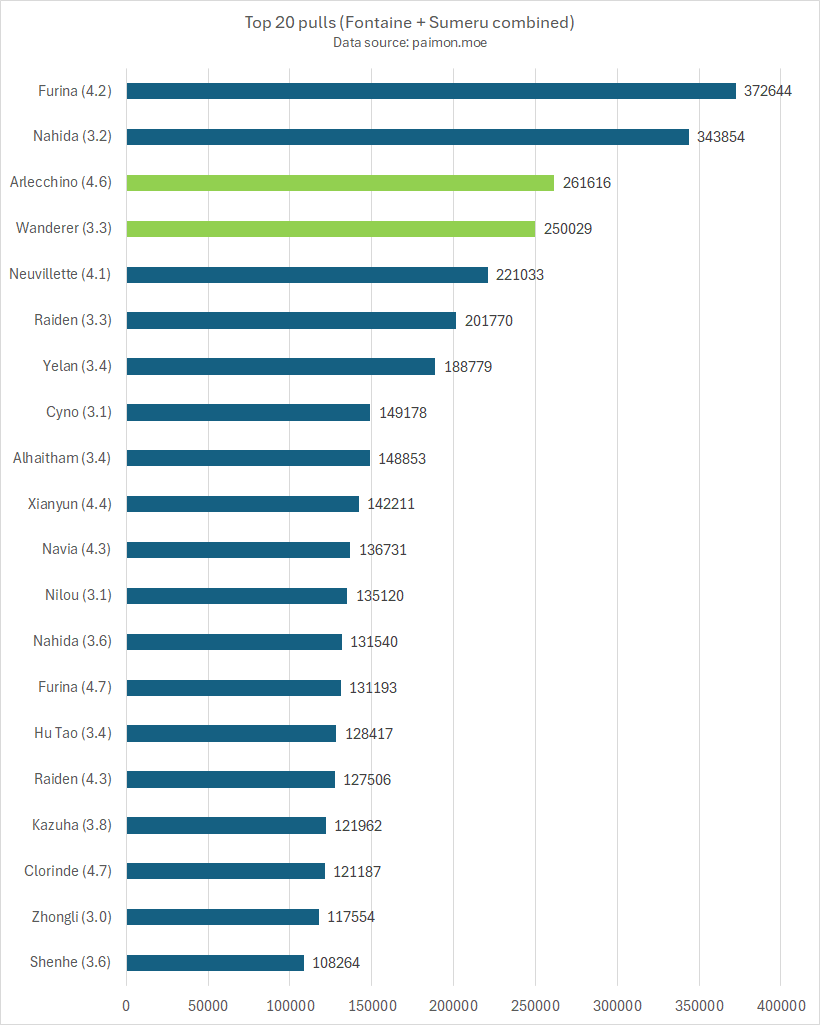 Top 20 pulls (Fontaine + Sumeru combined)
Data source: paimon.moe
Furina (4.2) 372644
Nahida (3.2) 343854
Arlecchino (4.6) 261616
Wanderer (3.3) 250029
Neuvillette (4.1) 221033
Raiden (3.3) 201770
Yelan (3.4) 188779
Cyno (3.1) 149178
Alhaitham (3.4) 148853
Xianyun (4.4) 142211
Navia (4.3) 136731
Nilou (3.1) 135120
Nahida (3.6) 131540
Furina (4.7) 131193
Hu Tao (3.4) 128417
Raiden (4.3) 127506
Kazuha (3.8) 121962
Clorinde (4.7) 121187
Zhongli (3.0) 117554
Shenhe (3.6) 108264
0 50000 100000 150000 200000 250000 300000 350000 400000